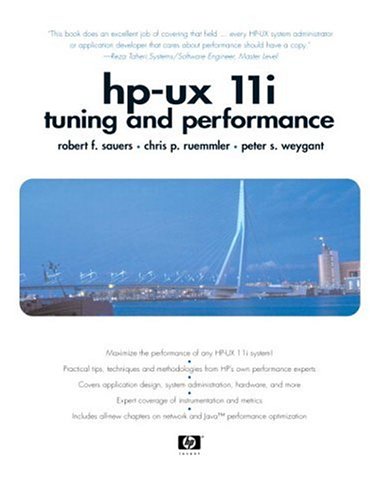 "This book does an excellent job of covering that field ... every HP-UX system administrator
or application developer that cares about performance should have a copy."
—Reza Taheri, Systems/Software Engineer, Master Level
hp-ux 11i
tuning and performance
robert f. sauers • chris p. ruemmler • peter s. weygant
Maximize the performance of any HP-UX 11i system!
•
Practical tips, techniques and methodologies from HP's own performance experts
•
Covers application design, system administration, hardware, and more
•
Expert coverage of instrumentation and metrics
•
Includes all-new chapters on network and Java™ performance optimization
hp
invent